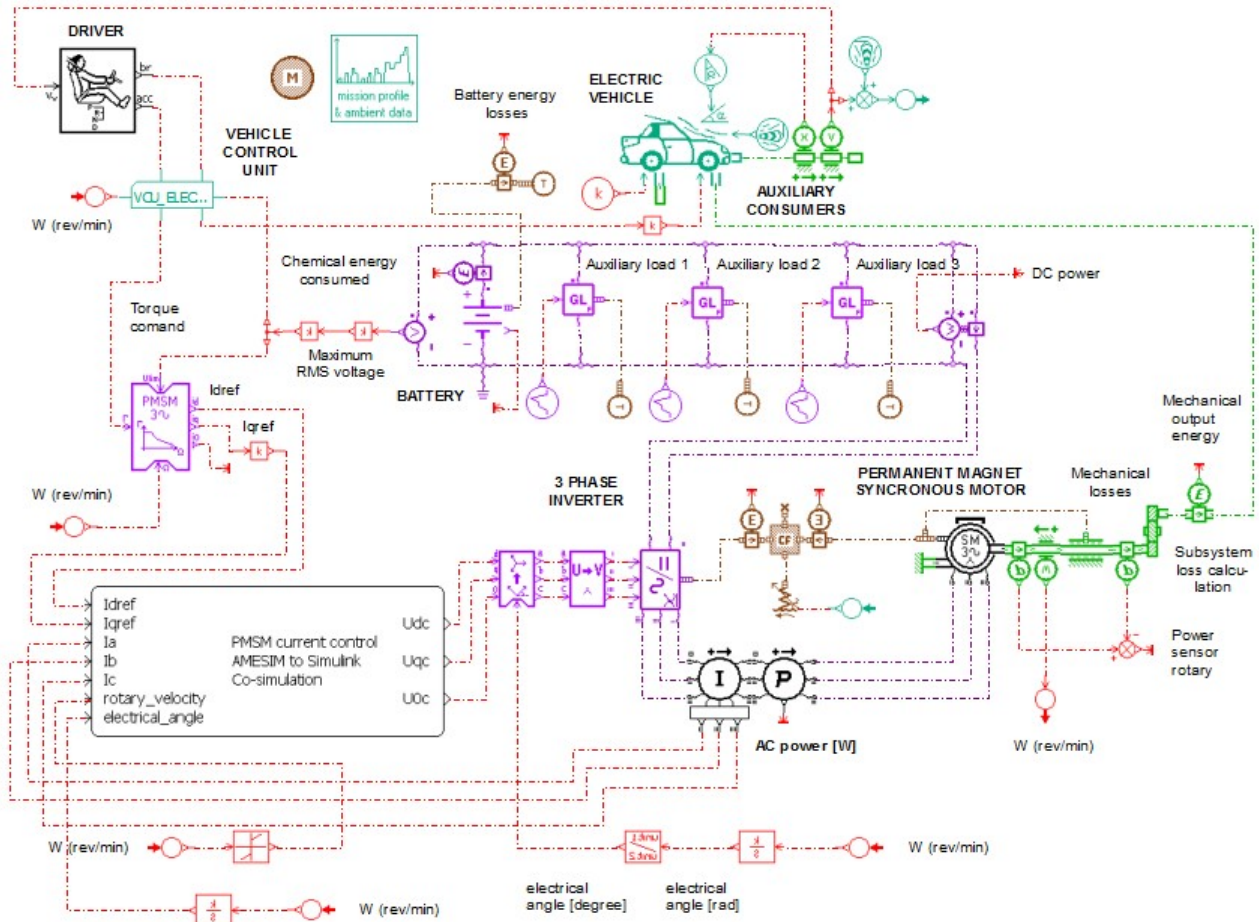 DRIVER
br
acc
M
mission profile
& ambient data
Battery energy
losses
ELECTRIC
VEHICLE
VEHICLE
CONTROL
UNIT
VCU_ELEC..
W (rev/min)
E
T
k
k
X
V
α
AUXILIARY
CONSUMERS
Chemical energy
consumed
Auxiliary load 1
Auxiliary load 2
Auxiliary load 3
DC power
GL
GL
GL
Torque
comand
Maximum
RMS voltage
BATTERY
Idref
PMSM
3
Iqref
k
W (rev/min)
Mechanical
output
energy
3 PHASE
INVERTER
PERMANENT MAGNET
SYNCRONOUS MOTOR
Mechanical
losses
E
CF
SM
3
U→V
Subsystem
loss calcu-
lation
Idref
Iqref
Ia
Ib
Ic
rotary_velocity
electrical_angle
PMSM current control
AMESIM to Simulink
Co-simulation
Udc
Uqc
U0c
Power
sensor
rotary
I
P
AC power [W]
W (rev/min)
W (rev/min)
W (rev/min)
electrical
angle [degree]
electrical
angle [rad]
W (rev/min)